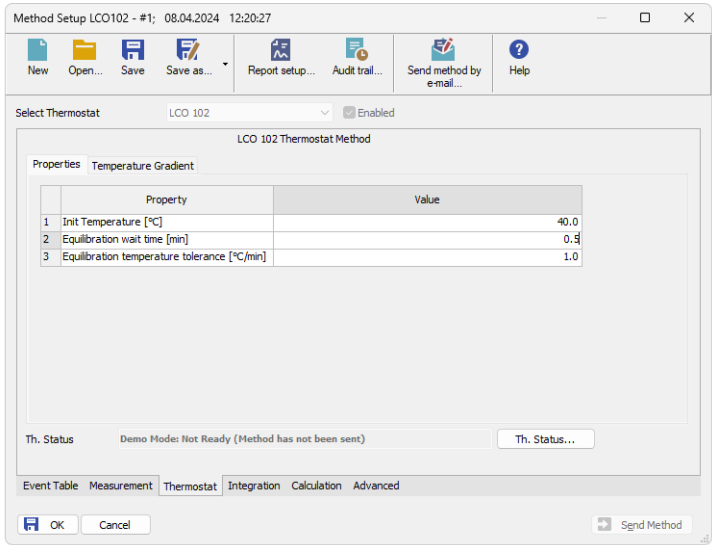 Method Setup LCO102 - #1; 08.04.2024 12:20:27
New Open... Save Save as... Report setup... Audit trail... Send method by e-mail... Help
Select Thermostat LCO 102 Enabled
LCO 102 Thermostat Method
Properties Temperature Gradient
Property Value
1 Init Temperature [°C] 40.0
2 Equilibration wait time [min] 0.5
3 Equilibration temperature tolerance [°C/min] 1.0
Th. Status Demo Mode: Not Ready (Method has not been sent) Th. Status...
Event Table Measurement Thermostat Integration Calculation Advanced
OK Cancel Send Method